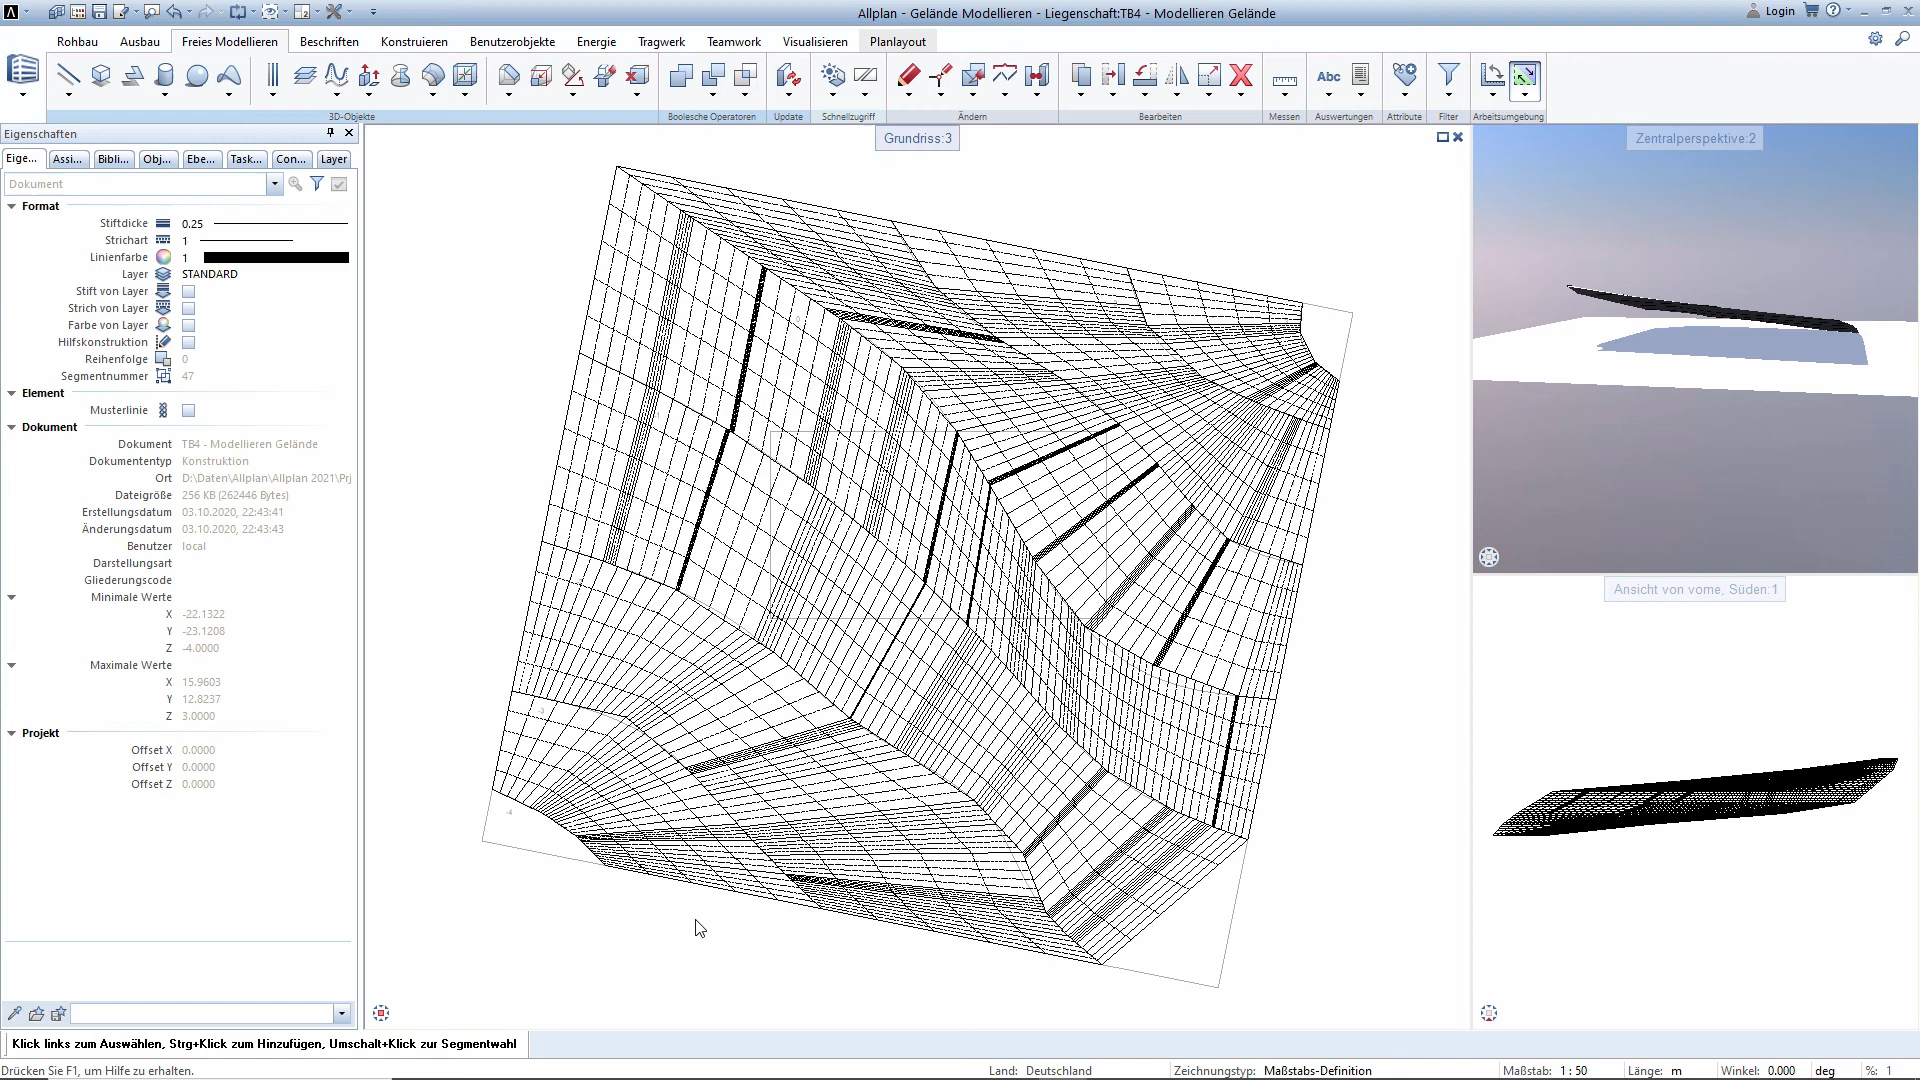 Allplan - Gelände Modellieren - Liegenschaft:TB4 - Modellieren Gelände
Login
Rohbau Ausbau Freies Modellieren Beschriften Konstruieren Benutzerobjekte Energie Tragwerk Teamwork Visualisieren Planlayout
Abc
3D-Objekte Boolesche Operatoren Update Schnellzugriff Ändern Bearbeiten Messen Auswertungen Attribute Filter Arbeitsumgebung
Eigenschaften
Eige... Assi... Bibli... Obj... Ebe... Task... Con... Layer
Dokument
Format
Stiftdicke 0.25
Strichart 1
Linienfarbe 1
Layer STANDARD
Stift von Layer
Strich von Layer
Farbe von Layer
Hilfskonstruktion
Reihenfolge 0
Segmentnummer 47
Element
Musterlinie
Dokument
Dokument TB4 - Modellieren Gelände
Dokumententyp Konstruktion
Ort D:\Daten\Allplan\Allplan 2021\Prj
Dateigröße 256 KB (262446 Bytes)
Erstellungsdatum 03.10.2020, 22:43:41
Änderungsdatum 03.10.2020, 22:43:43
Benutzer local
Darstellungsart
Gliederungscode
Minimale Werte
X -22.1322
Y -23.1208
Z -4.0000
Maximale Werte
X 15.9603
Y 12.8237
Z 3.0000
Projekt
Offset X 0.0000
Offset Y 0.0000
Offset Z 0.0000
Grundriss:3
-3
-4
Zentralperspektive:2
Ansicht von vorne, Süden:1
Klick links zum Auswählen, Strg+Klick zum Hinzufügen, Umschalt+Klick zur Segmentwahl
Drücken Sie F1, um Hilfe zu erhalten.
Land: Deutschland Zeichnungstyp: Maßstabs-Definition Maßstab: 1 : 50 Länge: m Winkel: 0.000 deg %: 1